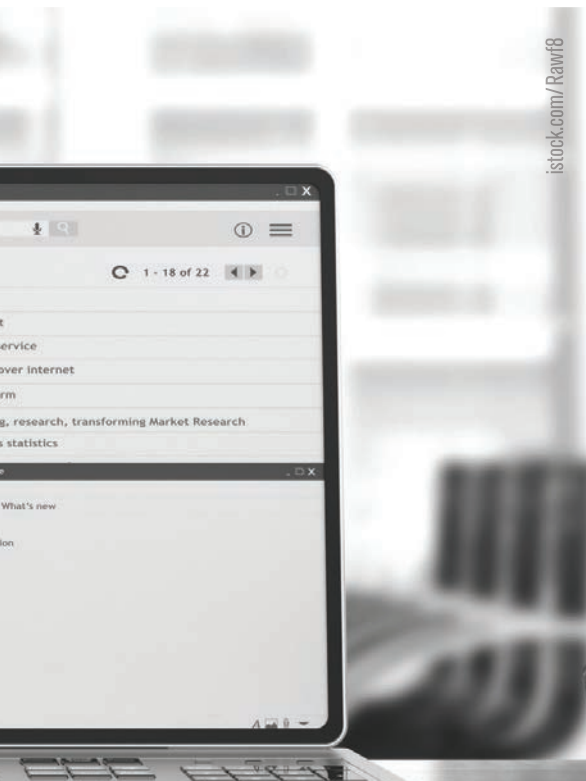 istock.com/Rawf8
X
1 - 18 of 22
t
ervice
over internet
rm
g, research, transforming Market Research
s statistics
e
X
What's new
ion
A